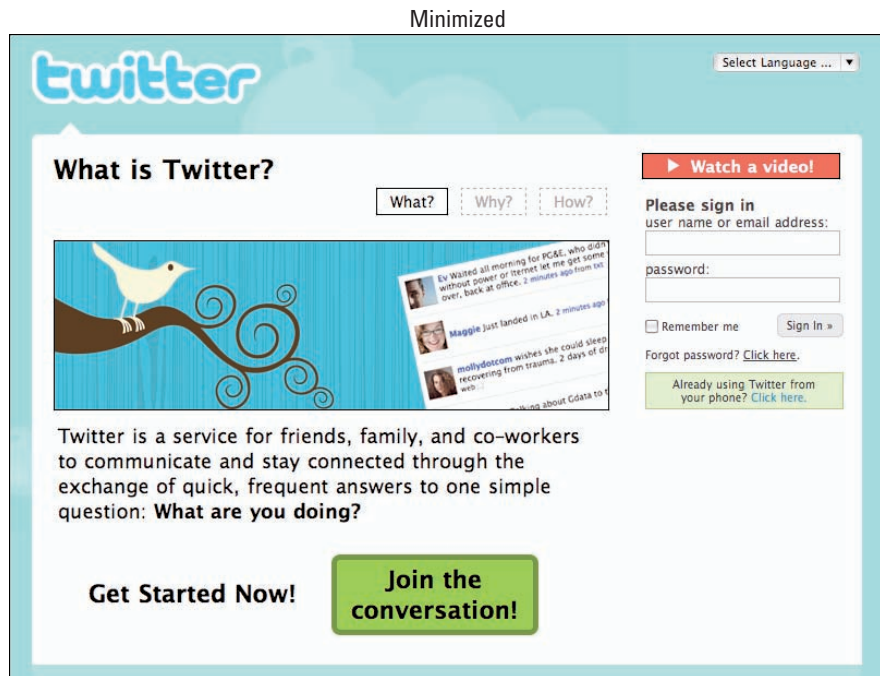 Minimized
twitter
Select Language ...
What is Twitter?
What?
Why?
How?
Ev Waited all morning for PG&E, who didn
without power or Iternet let me get some
over, back at office. 2 minutes ago from txt
Maggie Just landed in LA. 2 minutes ago
mollydotcom wishes she could sleep
recovering from trauma. 2 days of dr
web
king about Gdata to t
Twitter is a service for friends, family, and co-workers
to communicate and stay connected through the
exchange of quick, frequent answers to one simple
question: What are you doing?
Get Started Now!
Join the
conversation!
Watch a video!
Please sign in
user name or email address:
password:
Remember me
Sign In »
Forgot password? Click here.
Already using Twitter from
your phone? Click here.